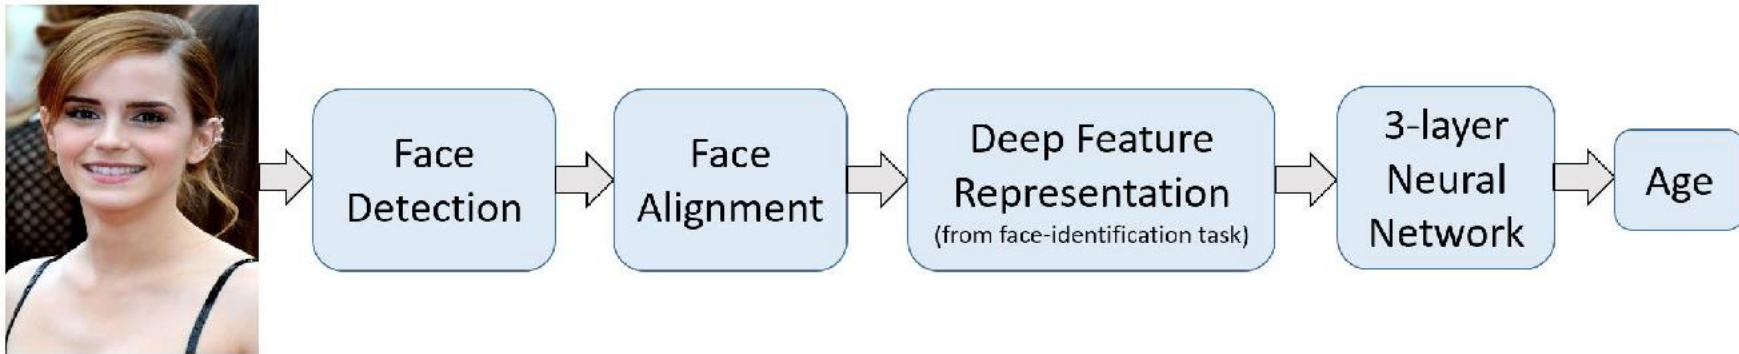 Face
Detection
Face
Alignment
Deep Feature
Representation
(from face-identification task)
3-layer
Neural
Network
Age